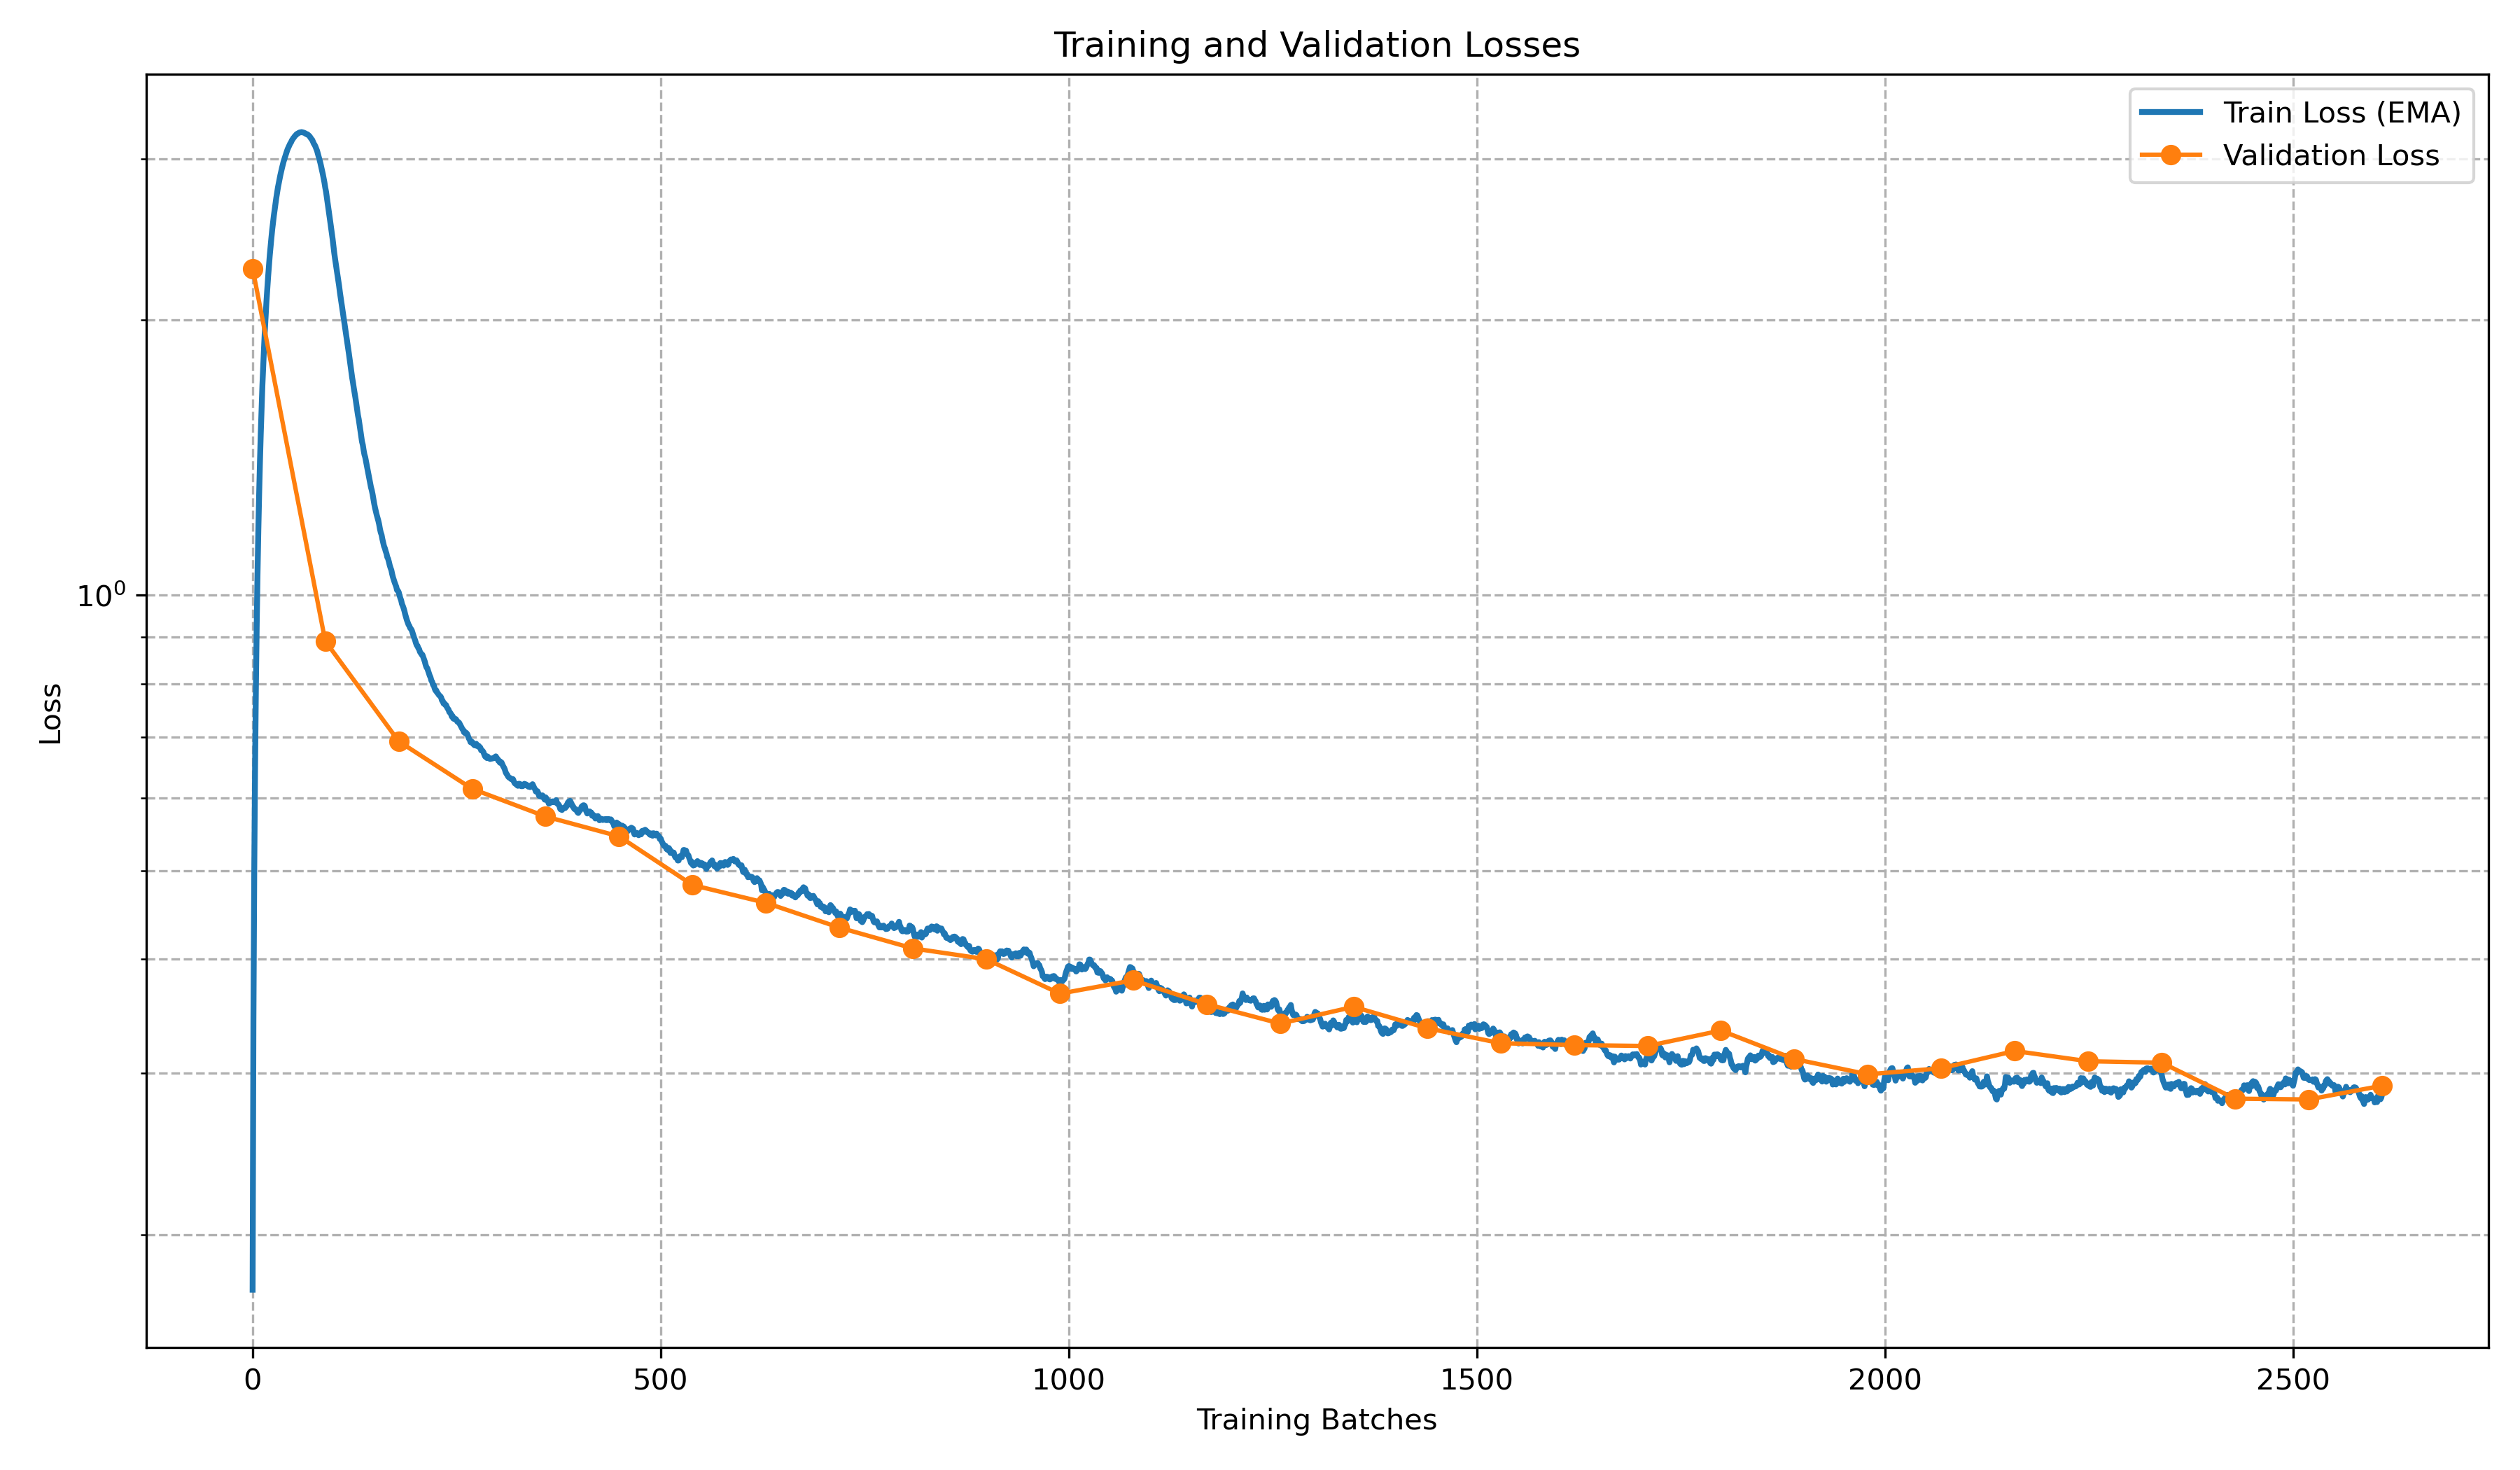 Training and Validation Losses
Train Loss (EMA)
Validation Loss
10⁰
Loss
0 500 1000 1500 2000 2500
Training Batches